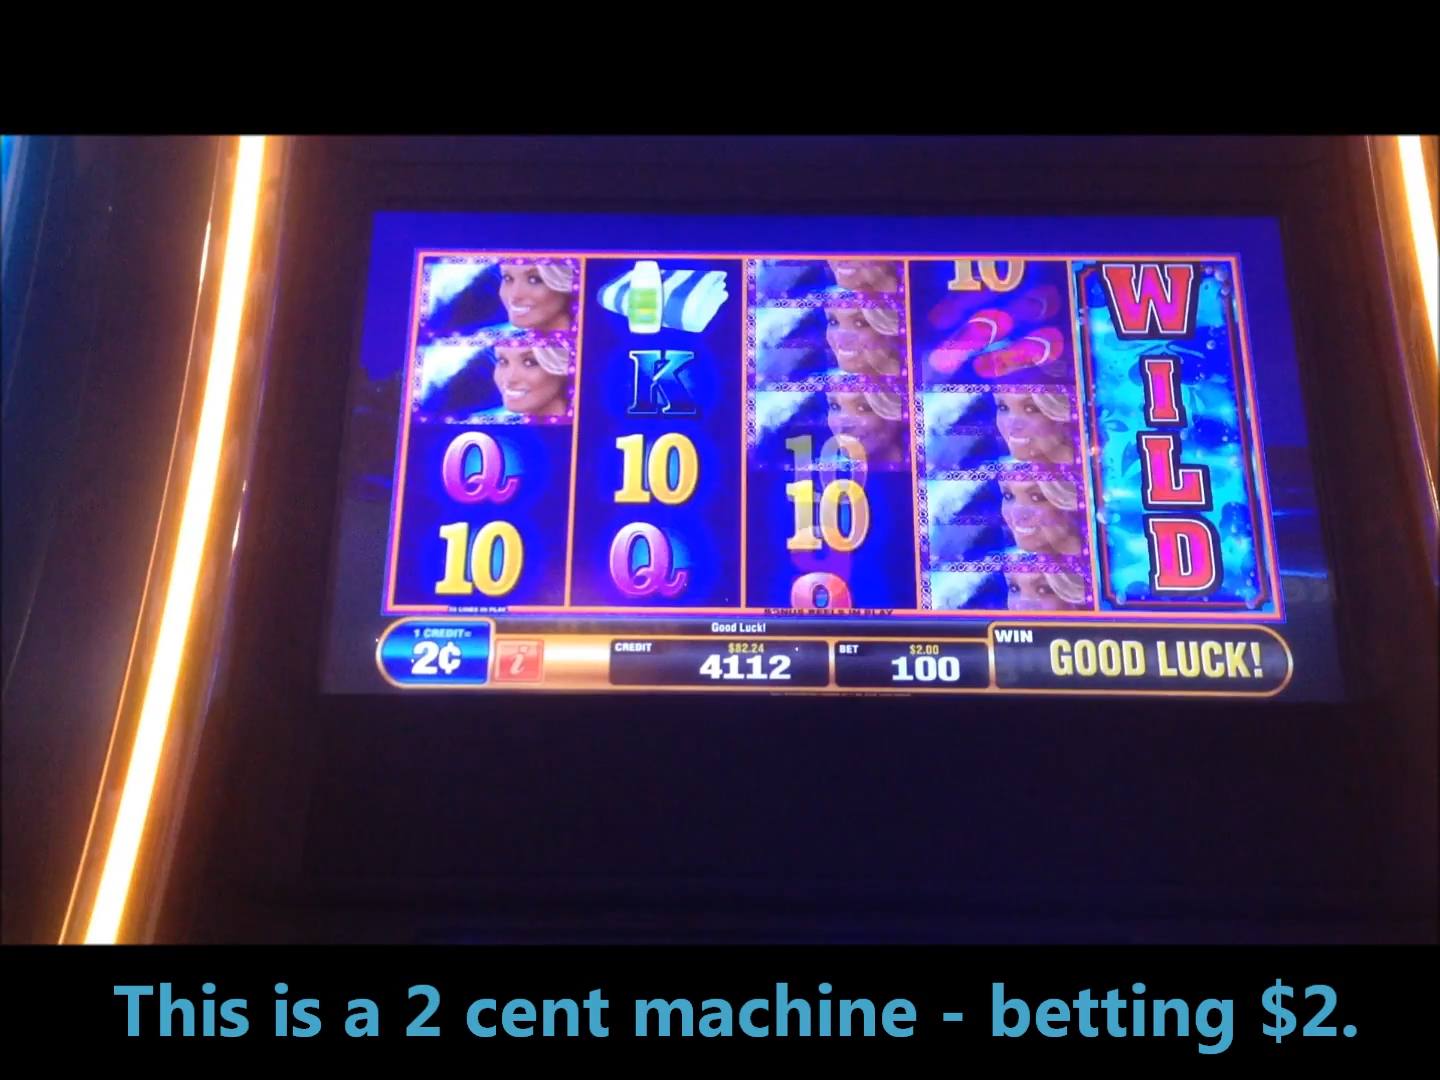 10
WILD
K
Q
10
10
10
10
Q
Q
Good Luck!
1 CREDIT=
2¢
i
CREDIT
$82.24
4112
BET
$2.00
100
WIN
GOOD LUCK!
This is a 2 cent machine - betting $2.